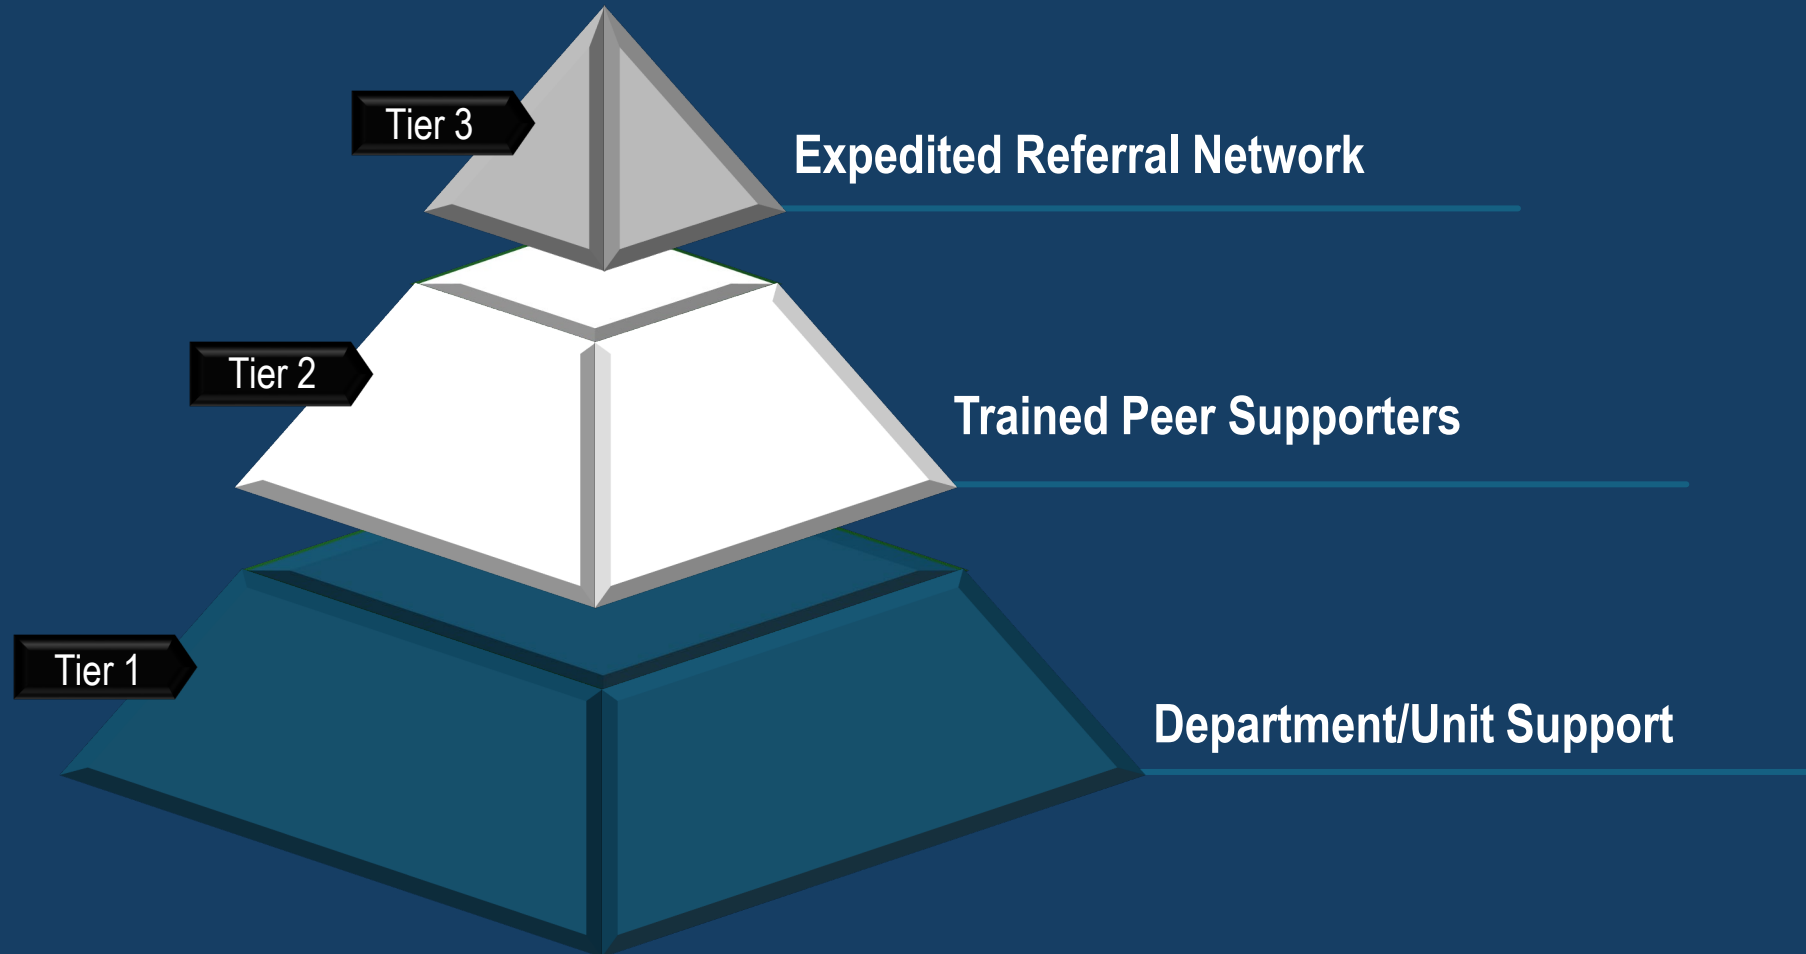 Tier 3
Expedited Referral Network
Tier 2
Trained Peer Supporters
Tier 1
Department/Unit Support